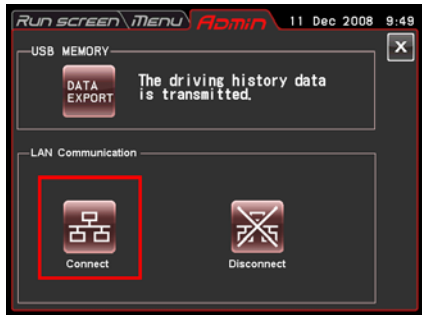 Run screen Menu Admin 11 Dec 2008 9:49
X
USB MEMORY
DATA
EXPORT
The driving history data
is transmitted.
LAN Communication
Connect
Disconnect